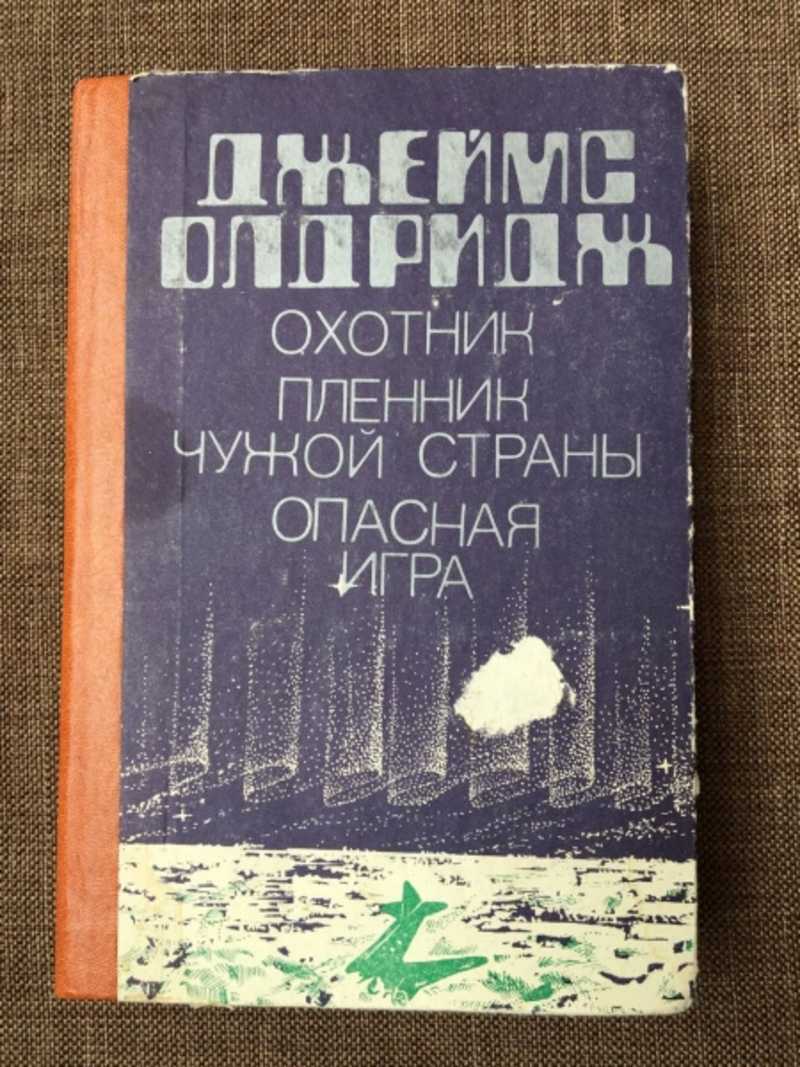 ДЖЕЙМС
ОЛДРИДЖ
ОХОТНИК
ПЛЕННИК
ЧУЖОЙ СТРАНЫ
ОПАСНАЯ
ИГРА